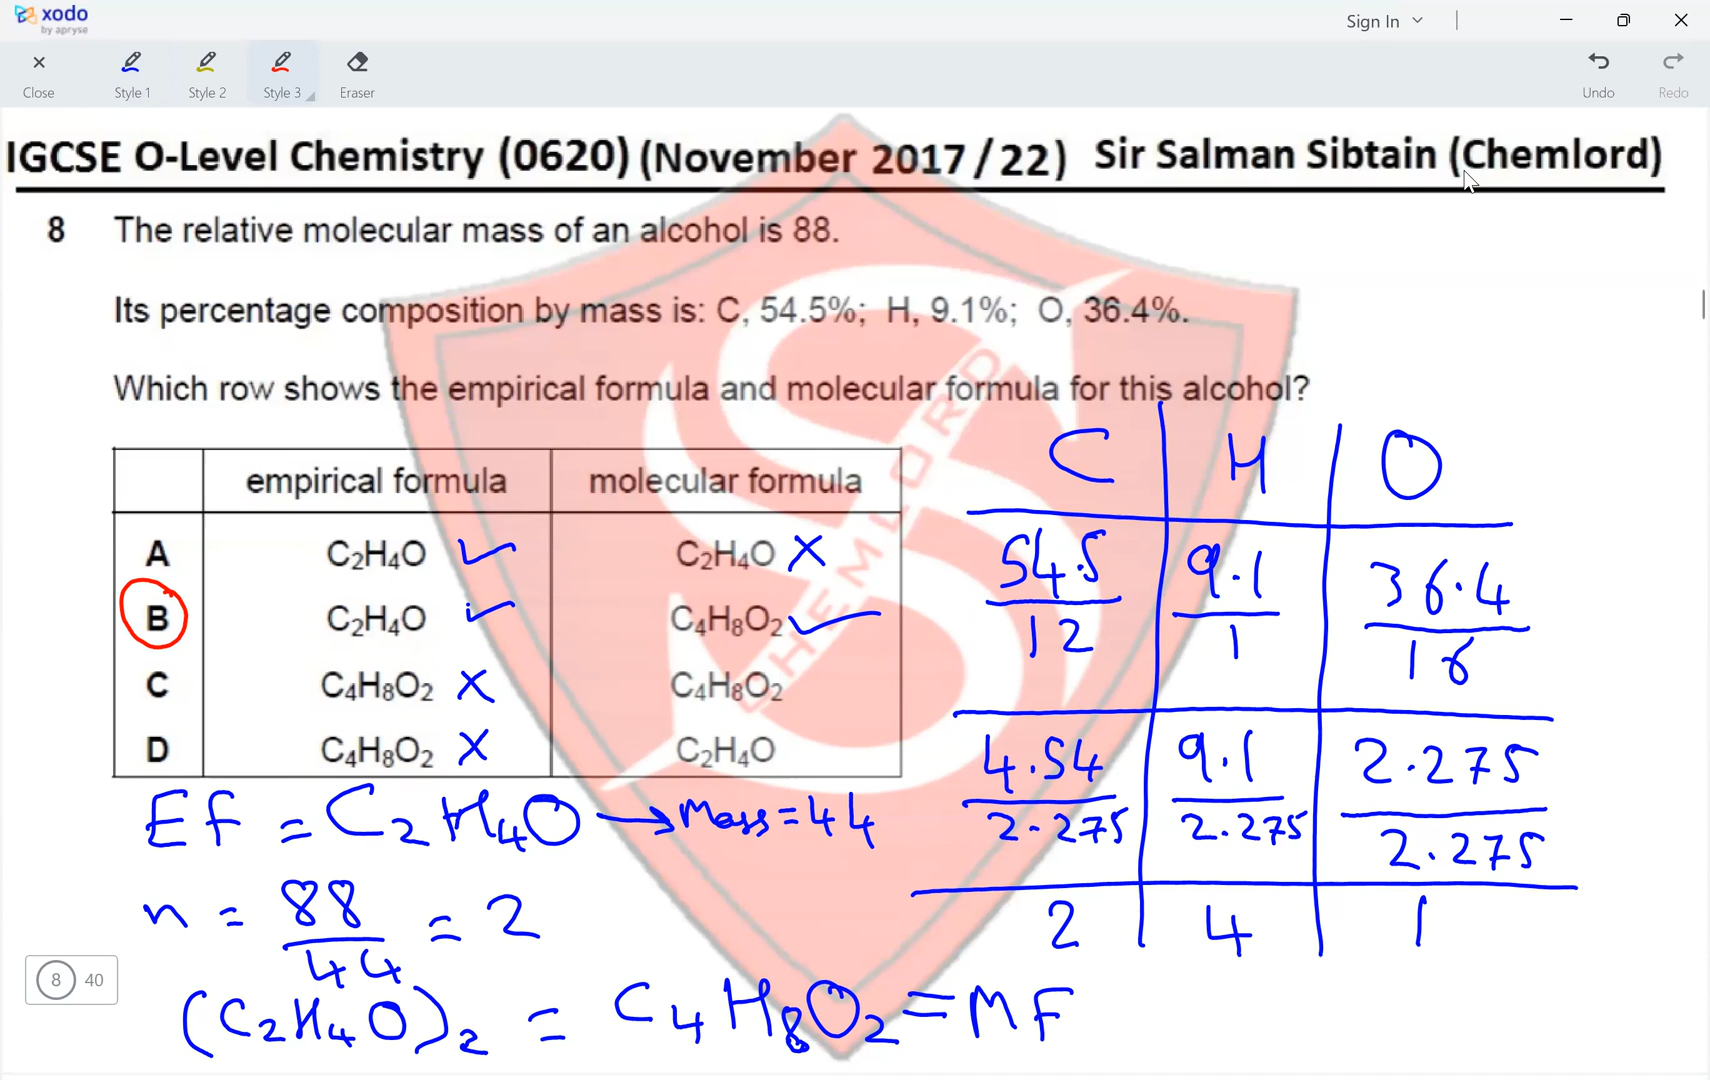 xodo
by apryse
Sign In
Close
Style 1
Style 2
Style 3
Eraser
Undo
Redo
IGCSE O-Level Chemistry (0620) (November 2017/22) Sir Salman Sibtain (Chemlord)
8 The relative molecular mass of an alcohol is 88.
Its percentage composition by mass is: C, 54.5%; H, 9.1%; O, 36.4%.
Which row shows the empirical formula and molecular formula for this alcohol?
empirical formula molecular formula
A C₂H₄O ✓ C₂H₄O ✗
B C₂H₄O ✓ C₄H₈O₂ ✓
C C₄H₈O₂ ✗ C₄H₈O₂
D C₄H₈O₂ ✗ C₂H₄O
CHEMLORD
C H O
54.5/12 9.1/1 36.4/16
4.54/2.275 9.1/2.275 2.275/2.275
2 4 1
EF = C₂H₄O → Mass = 44
n = 88/44 = 2
(C₂H₄O)₂ = C₄H₈O₂ = MF
8 40